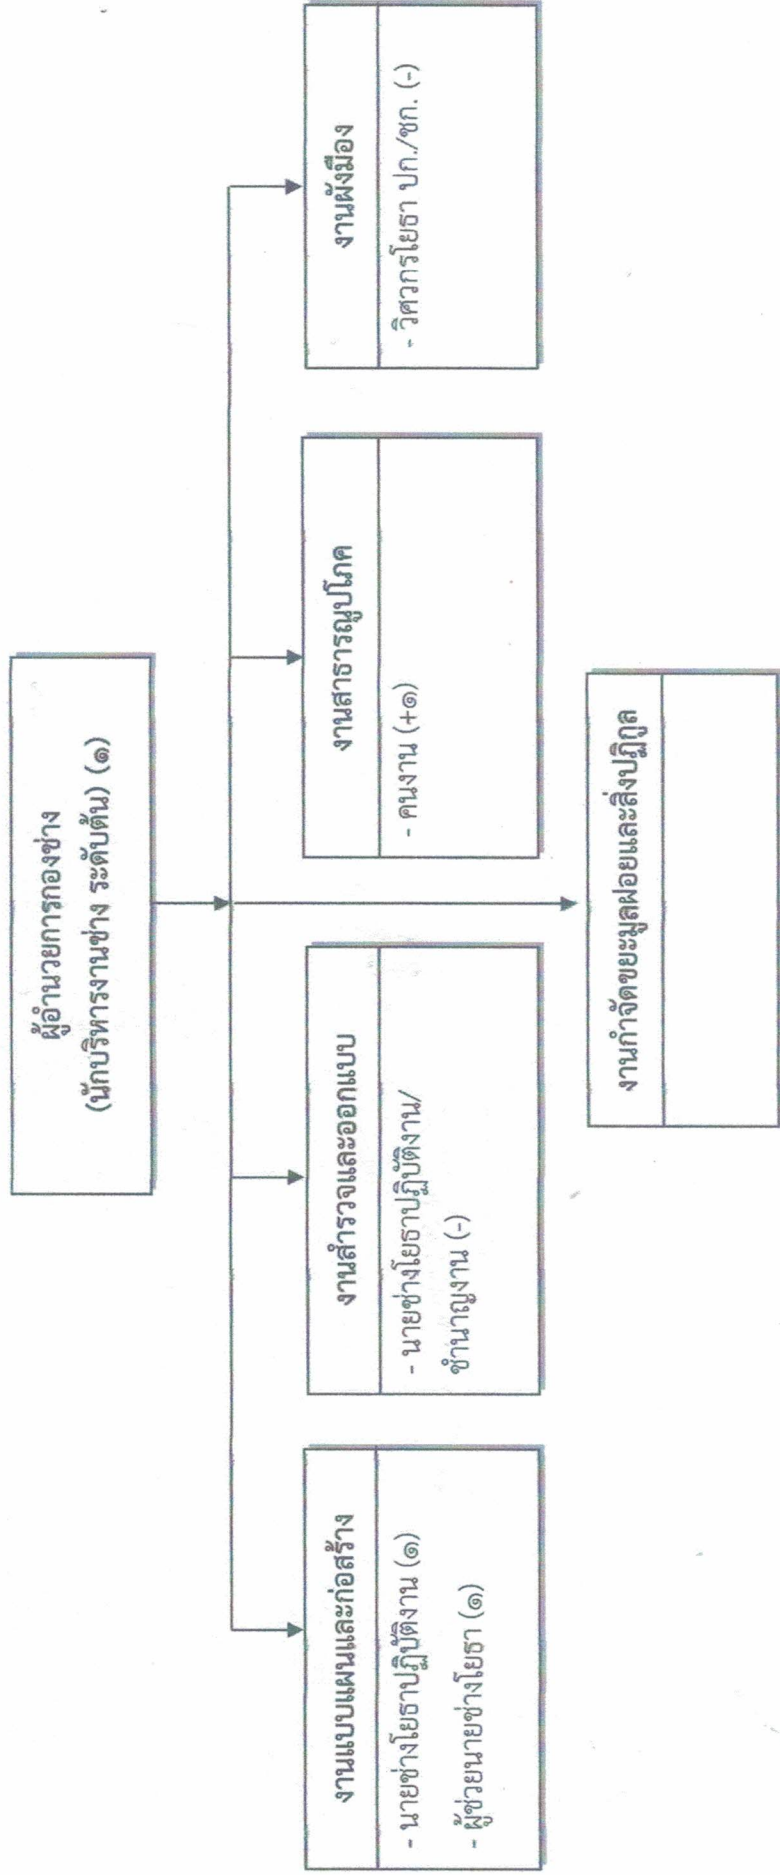 ผู้อำนวยการกองช่าง
(นักบริหารงานช่าง ระดับต้น) (๑)
งานแบบแผนและก่อสร้าง
- นายช่างโยธาปฏิบัติงาน (๑)
- ผู้ช่วยนายช่างโยธา (๑)
งานสำรวจและออกแบบ
- นายช่างโยธาปฏิบัติงาน/
ชำนาญงาน (-)
งานสาธารณูปโภค
- คนงาน (+๑)
งานผังมือง
- วิศวกรโยธา ปก./ชก. (-)
งานกำจัดขยะมูลฝอยและสิ่งปฏิกูล